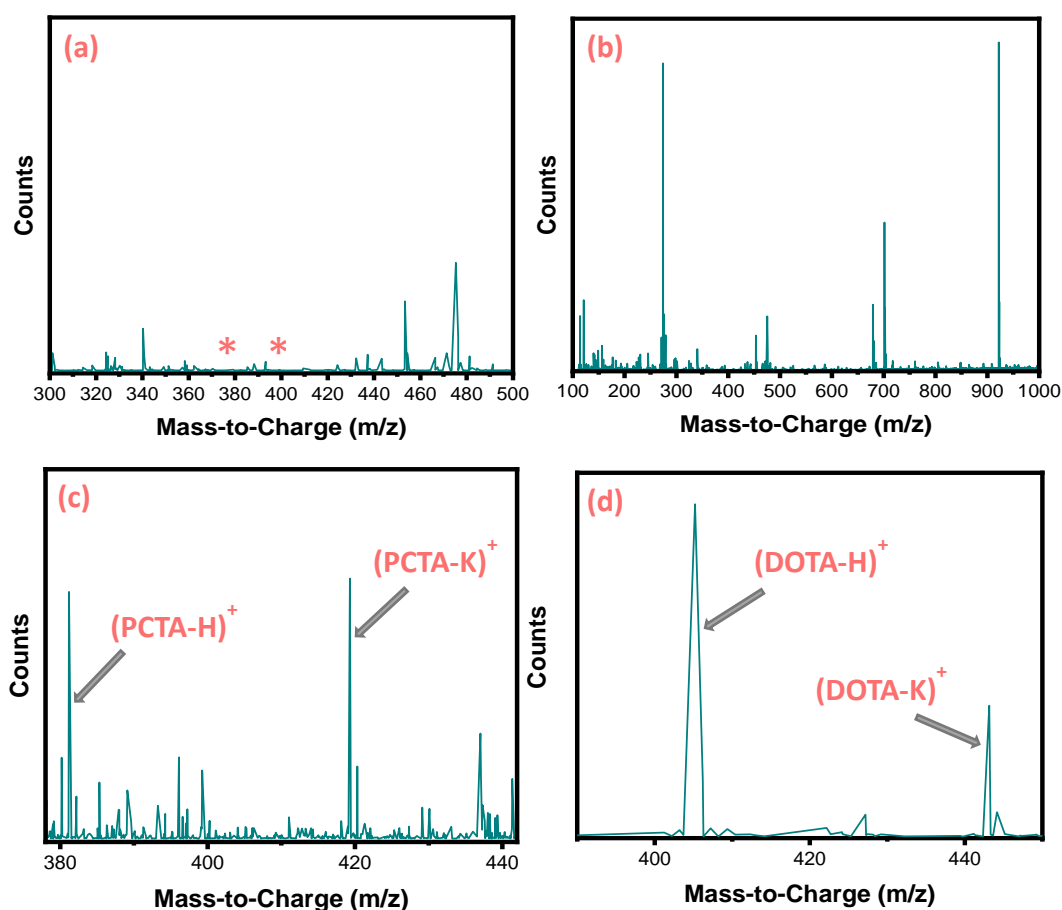 (a)
Counts
* *
300 320 340 360 380 400 420 440 460 480 500
Mass-to-Charge (m/z)
(b)
Counts
100 200 300 400 500 600 700 800 900 1000
Mass-to-Charge (m/z)
(c)
(PCTA-K)+
(PCTA-H)+
Counts
380 400 420 440
Mass-to-Charge (m/z)
(d)
(DOTA-H)+
(DOTA-K)+
Counts
400 420 440
Mass-to-Charge (m/z)